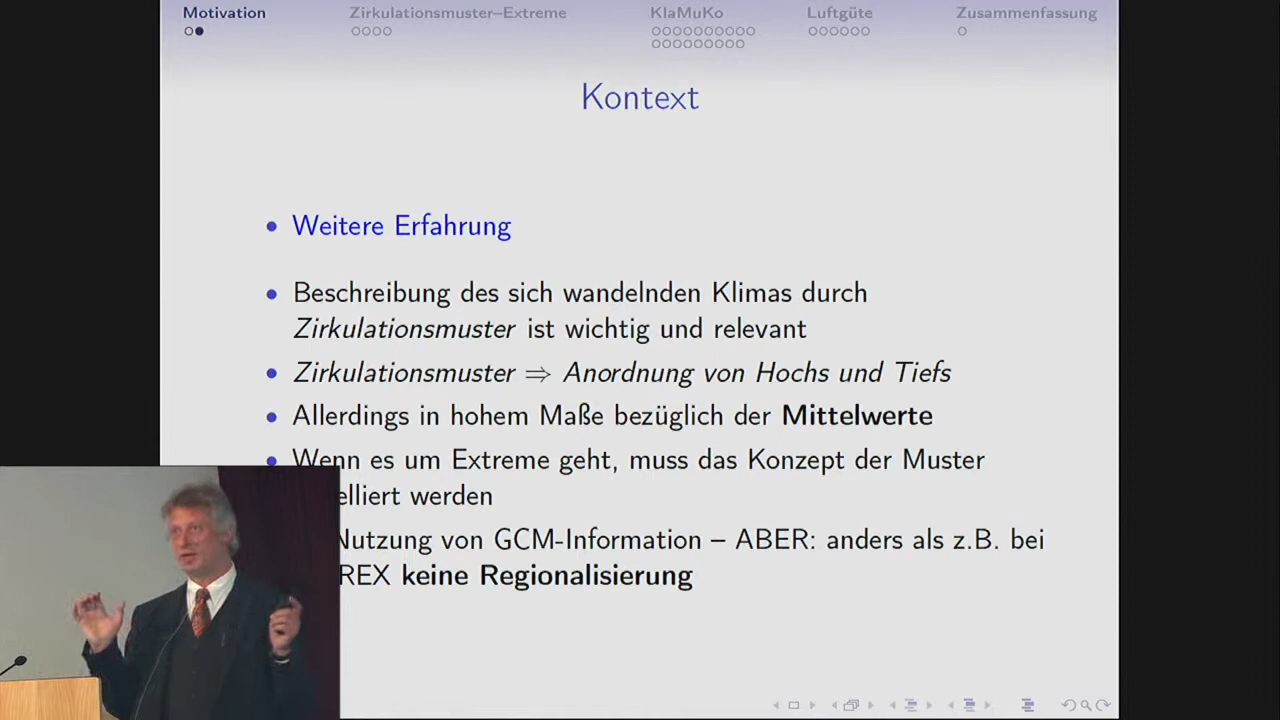 Motivation Zirkulationsmuster–Extreme KlaMuKo Luftgüte Zusammenfassung
Kontext
Weitere Erfahrung
Beschreibung des sich wandelnden Klimas durch
Zirkulationsmuster ist wichtig und relevant
Zirkulationsmuster ⇒ Anordnung von Hochs und Tiefs
Allerdings in hohem Maße bezüglich der Mittelwerte
Wenn es um Extreme geht, muss das Konzept der Muster
werden
Nutzung von GCM-Information – ABER: anders als z.B. bei
keine Regionalisierung